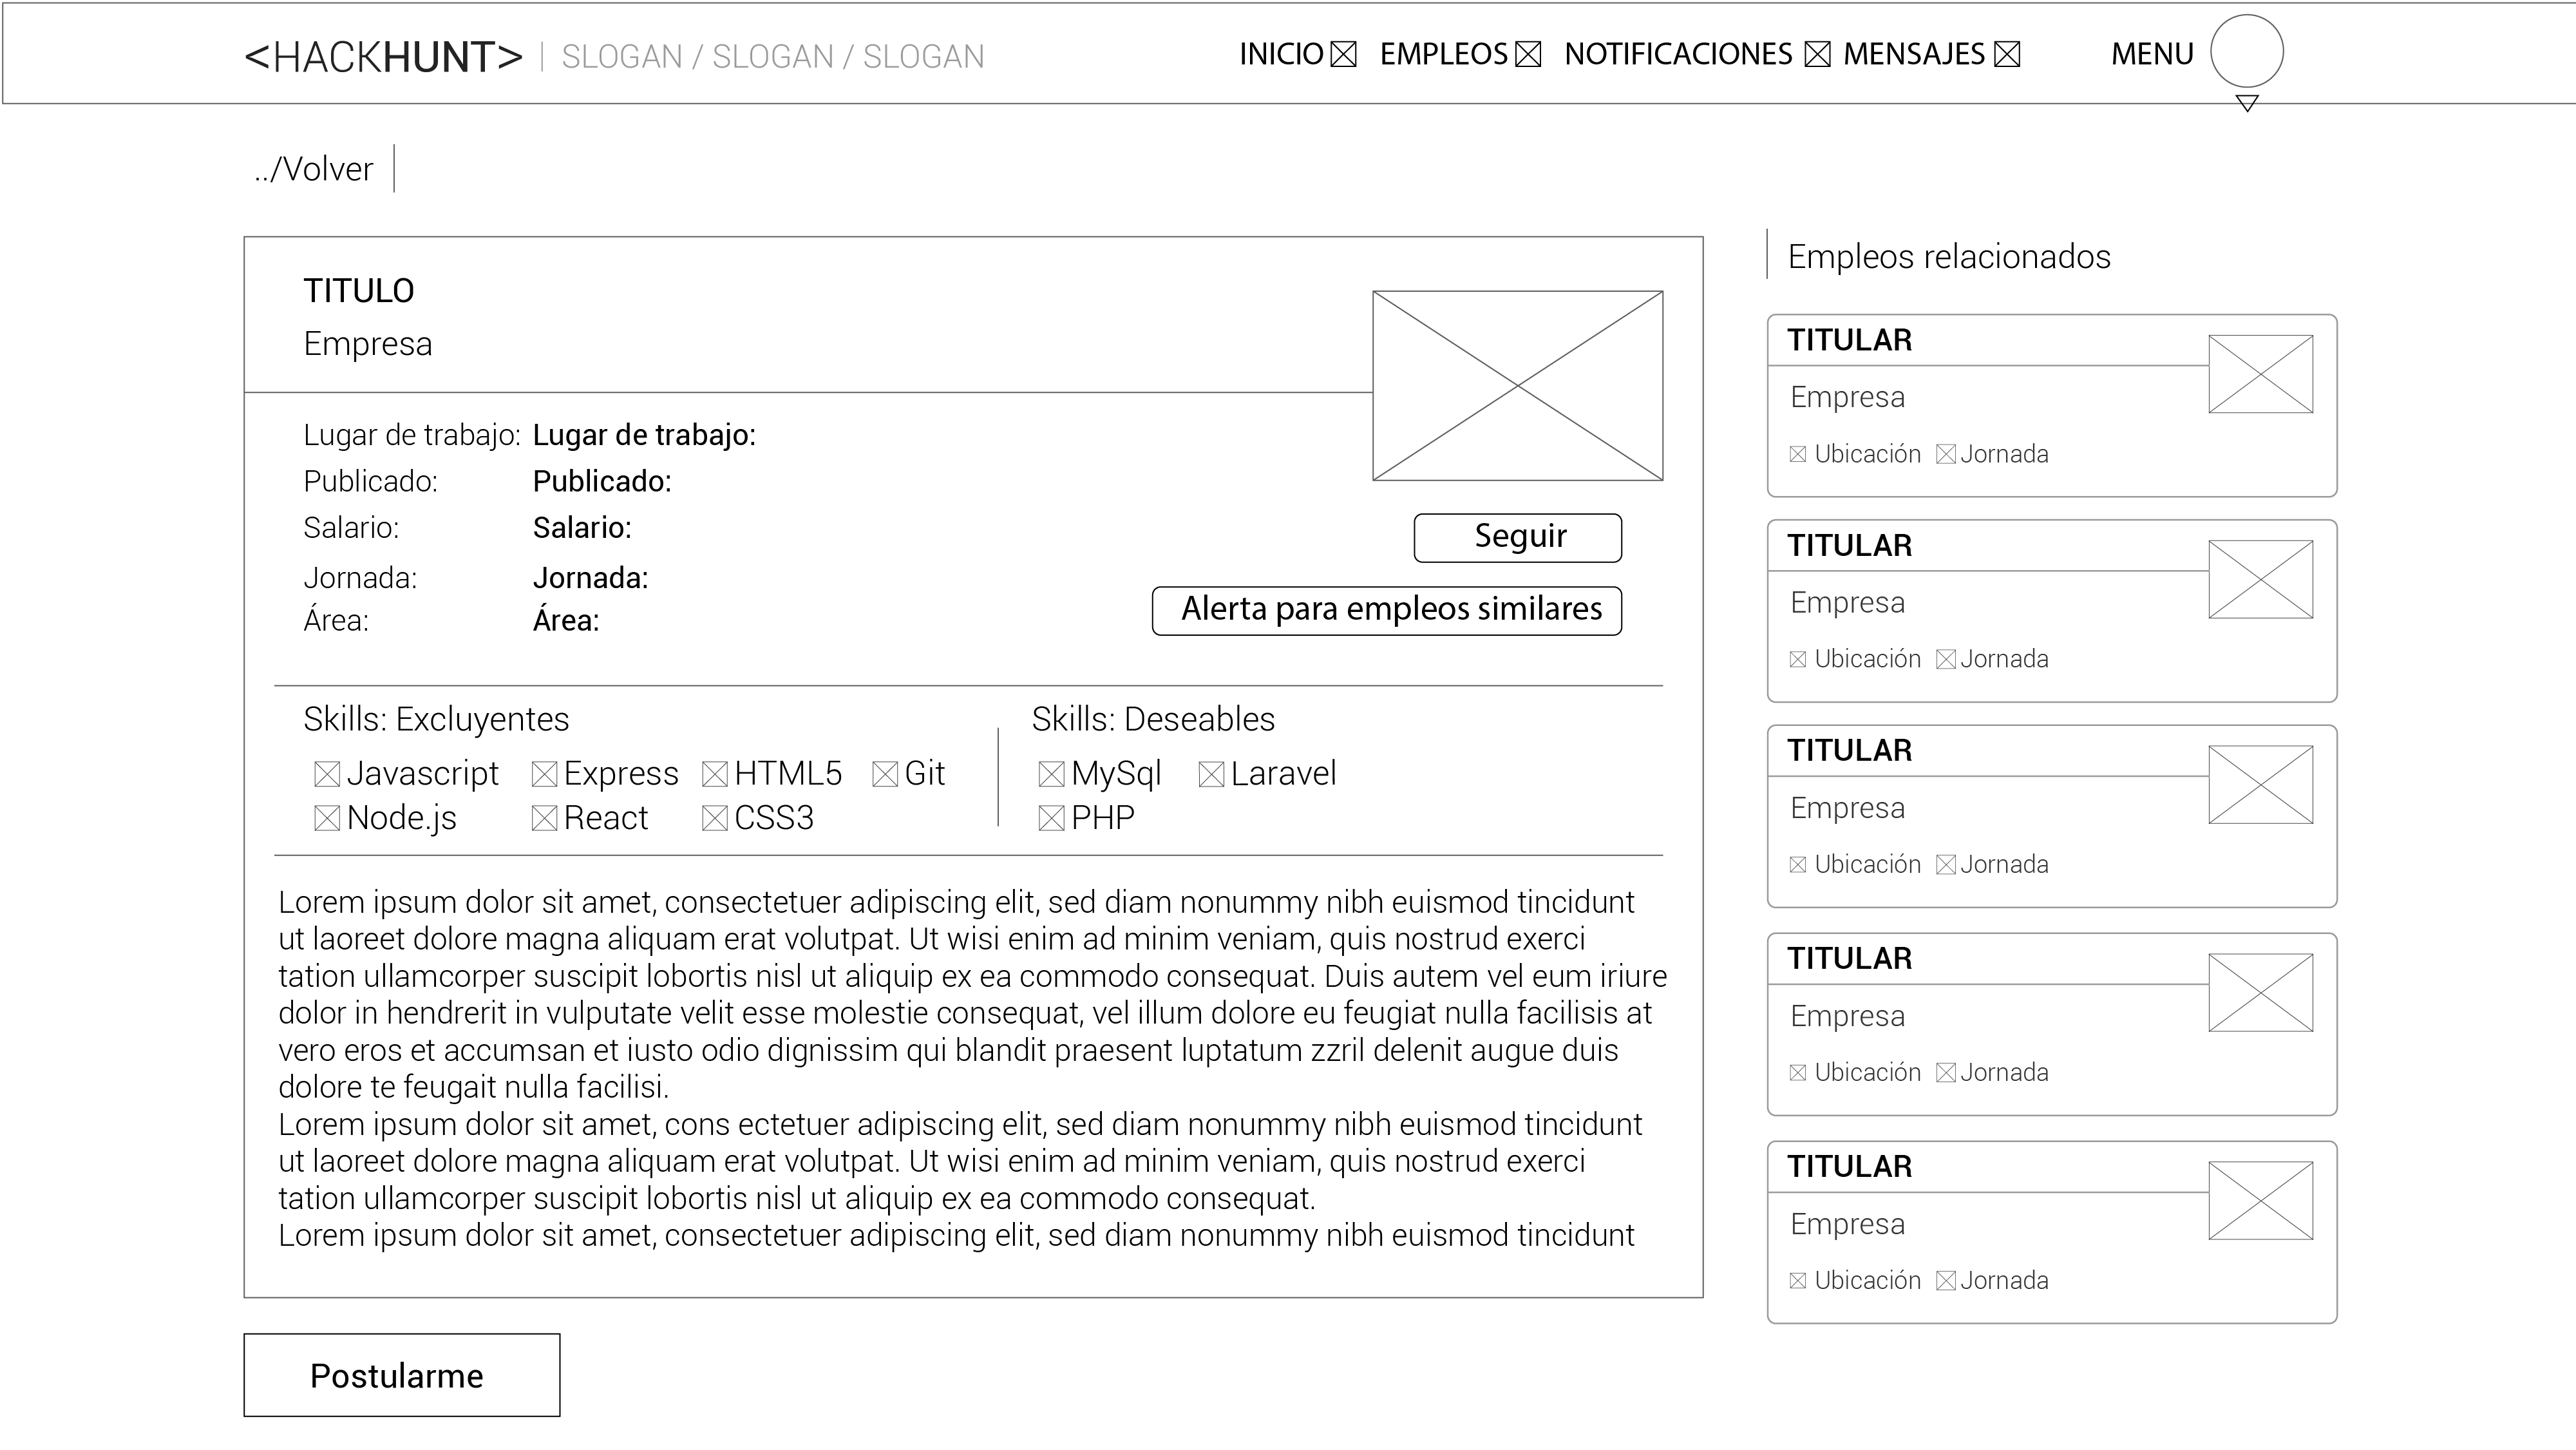 <HACKHUNT> SLOGAN / SLOGAN / SLOGAN INICIO EMPLEOS NOTIFICACIONES MENSAJES MENU
../Volver
TITULO
Empresa
Lugar de trabajo: Lugar de trabajo:
Publicado: Publicado:
Salario: Salario:
Jornada: Jornada:
Área: Área:
Seguir
Alerta para empleos similares
Skills: Excluyentes
Javascript Express HTML5 Git
Node.js React CSS3
Skills: Deseables
MySql Laravel
PHP
Lorem ipsum dolor sit amet, consectetuer adipiscing elit, sed diam nonummy nibh euismod tincidunt
ut laoreet dolore magna aliquam erat volutpat. Ut wisi enim ad minim veniam, quis nostrud exerci
tation ullamcorper suscipit lobortis nisl ut aliquip ex ea commodo consequat. Duis autem vel eum iriure
dolor in hendrerit in vulputate velit esse molestie consequat, vel illum dolore eu feugiat nulla facilisis at
vero eros et accumsan et iusto odio dignissim qui blandit praesent luptatum zzril delenit augue duis
dolore te feugait nulla facilisi.
Lorem ipsum dolor sit amet, cons ectetuer adipiscing elit, sed diam nonummy nibh euismod tincidunt
ut laoreet dolore magna aliquam erat volutpat. Ut wisi enim ad minim veniam, quis nostrud exerci
tation ullamcorper suscipit lobortis nisl ut aliquip ex ea commodo consequat.
Lorem ipsum dolor sit amet, consectetuer adipiscing elit, sed diam nonummy nibh euismod tincidunt
Postularme
Empleos relacionados
TITULAR
Empresa
Ubicación Jornada
TITULAR
Empresa
Ubicación Jornada
TITULAR
Empresa
Ubicación Jornada
TITULAR
Empresa
Ubicación Jornada
TITULAR
Empresa
Ubicación Jornada